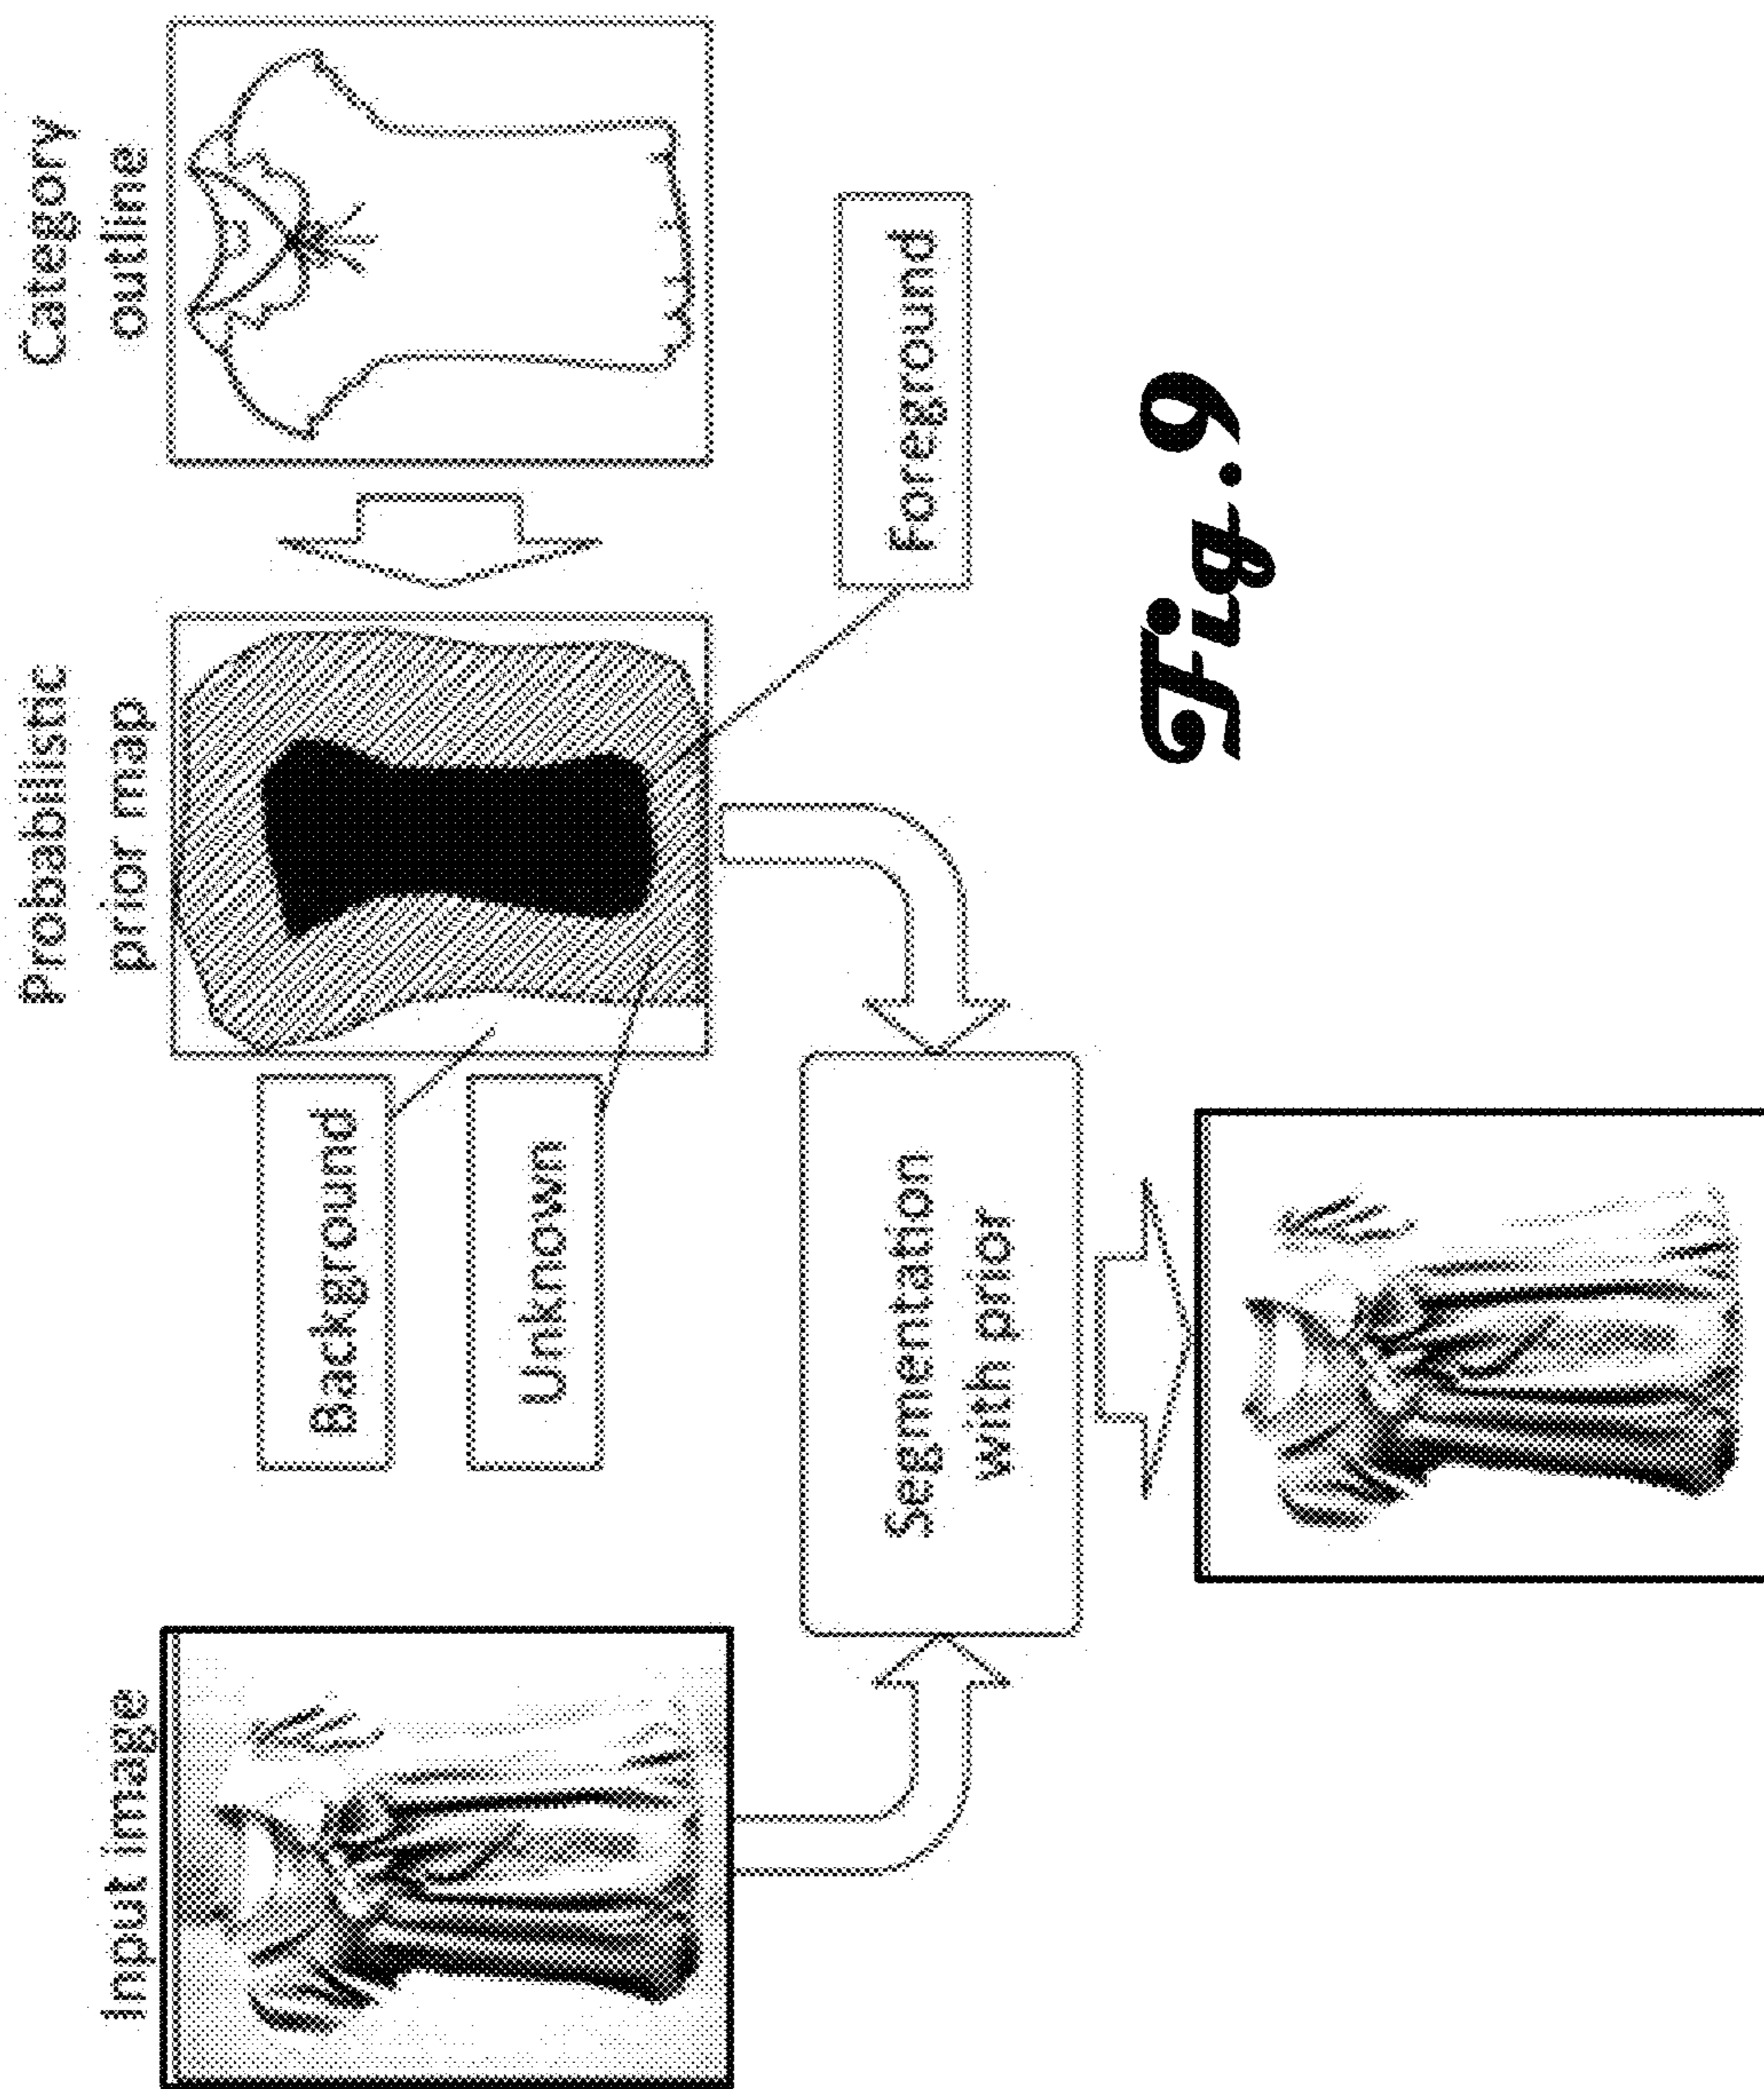 Input image
Probabilistic
prior map
Category
outline
Background
Unknown
Foreground
Segmentation
with prior
Fig. 9